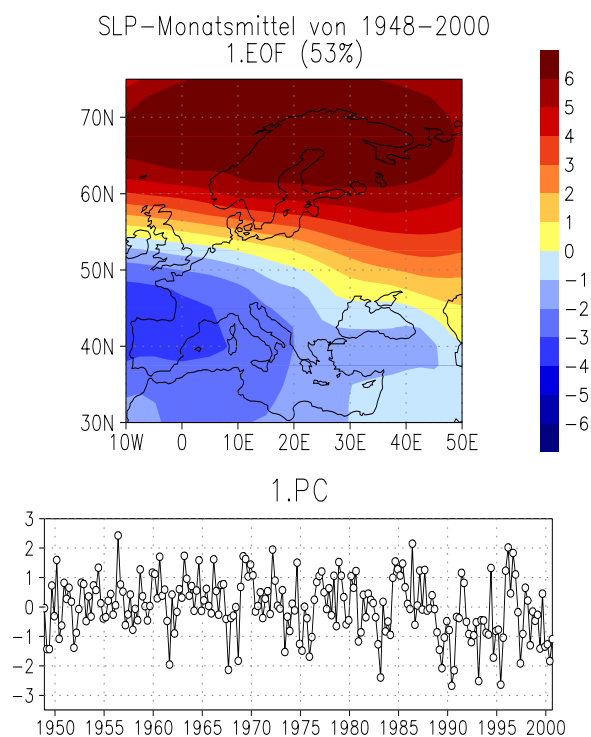 SLP-Monatsmittel von 1948-2000
1.EOF (53%)
70N
60N
50N
40N
30N
10W 0 10E 20E 30E 40E 50E
6
5
4
3
2
1
0
-1
-2
-3
-4
-5
-6
1.PC
3
2
1
0
-1
-2
-3
1950 1955 1960 1965 1970 1975 1980 1985 1990 1995 2000